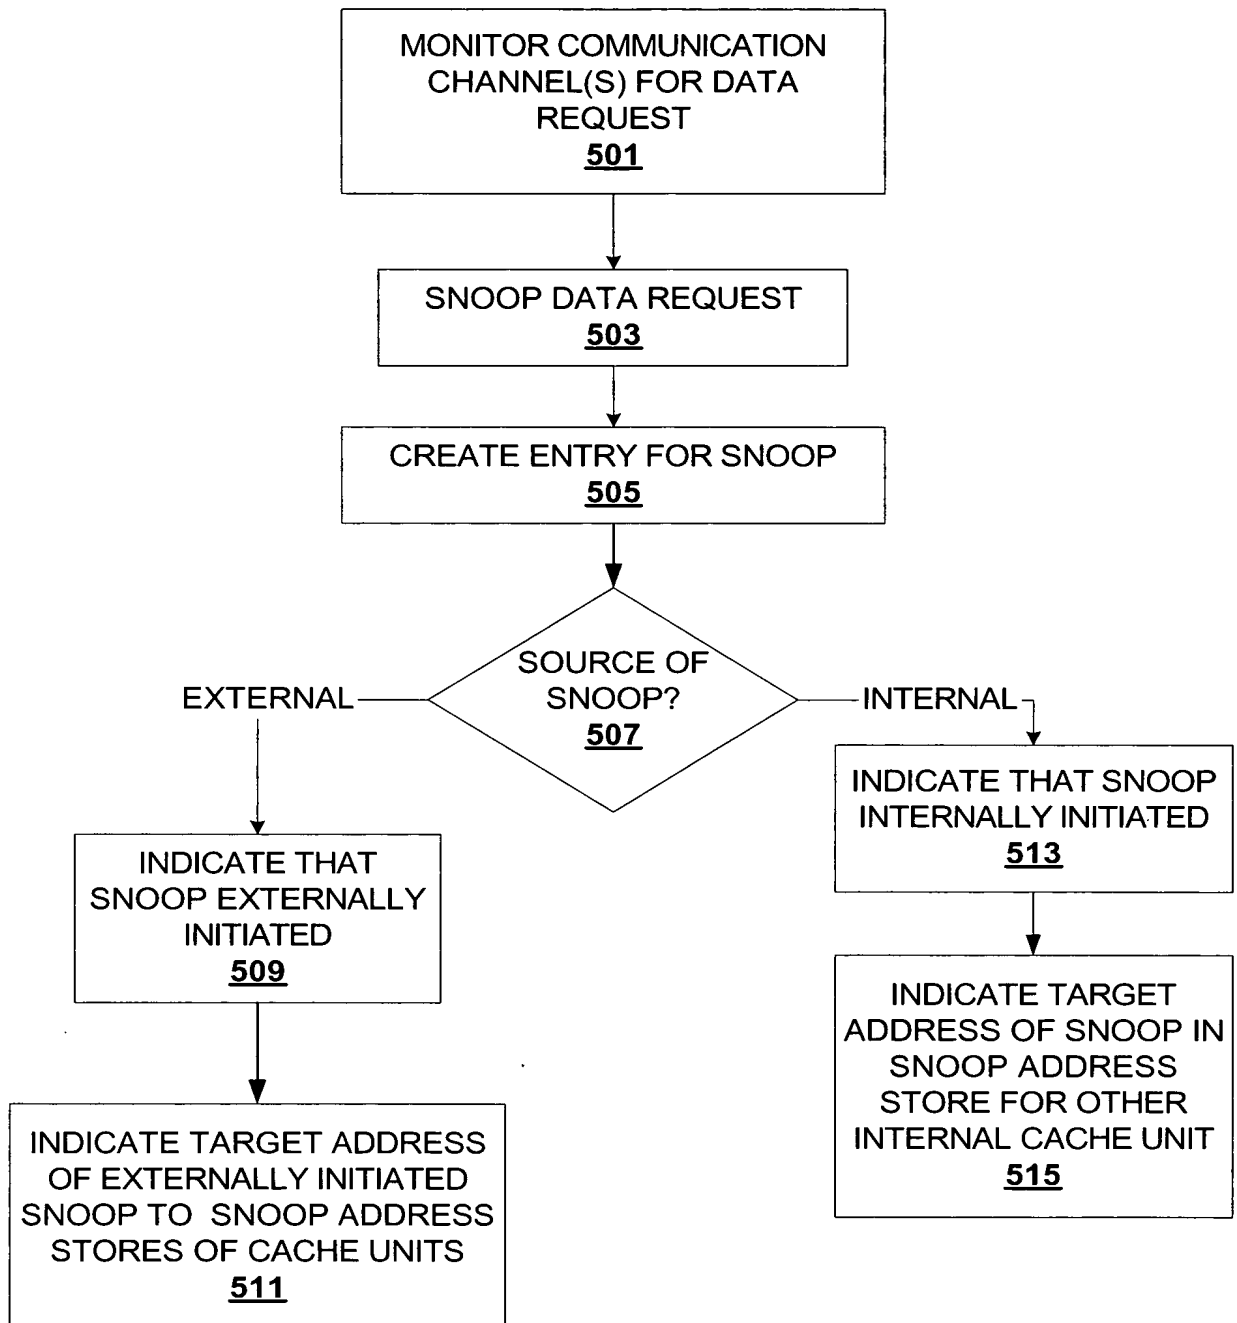 MONITOR COMMUNICATION
CHANNEL(S) FOR DATA
REQUEST
501
SNOOP DATA REQUEST
503
CREATE ENTRY FOR SNOOP
505
SOURCE OF
SNOOP?
507
EXTERNAL
INTERNAL
INDICATE THAT
SNOOP EXTERNALLY
INITIATED
509
INDICATE TARGET ADDRESS
OF EXTERNALLY INITIATED
SNOOP TO SNOOP ADDRESS
STORES OF CACHE UNITS
511
INDICATE THAT SNOOP
INTERNALLY INITIATED
513
INDICATE TARGET
ADDRESS OF SNOOP IN
SNOOP ADDRESS
STORE FOR OTHER
INTERNAL CACHE UNIT
515